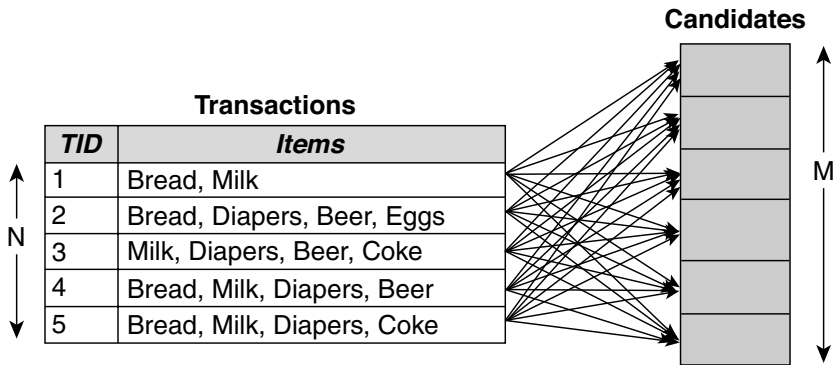 Candidates
Transactions
TID Items
1 Bread, Milk
2 Bread, Diapers, Beer, Eggs
3 Milk, Diapers, Beer, Coke
4 Bread, Milk, Diapers, Beer
5 Bread, Milk, Diapers, Coke
N
M